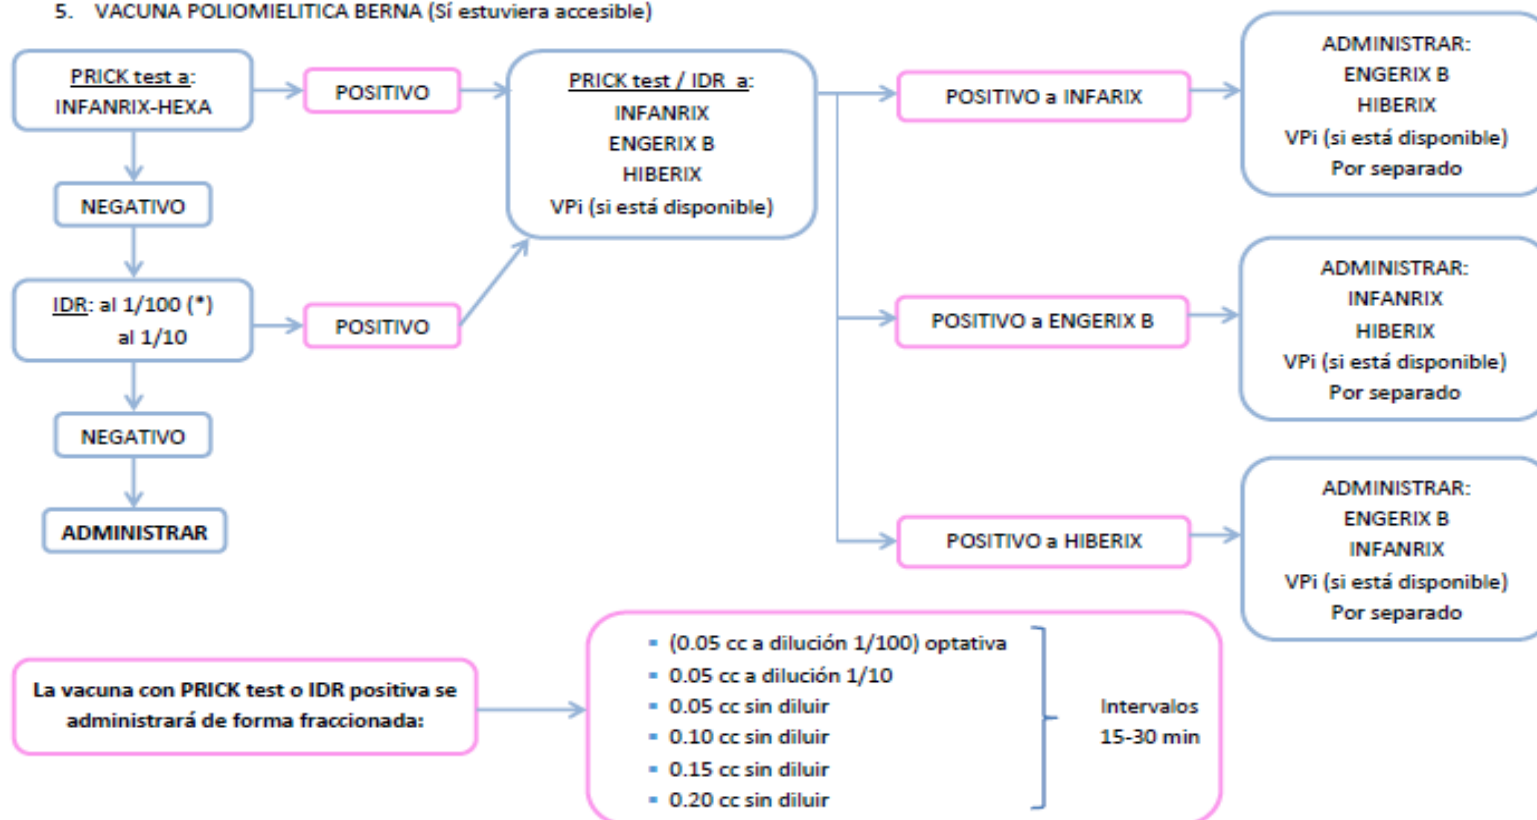 5. VACUNA POLIOMIELITICA BERNA (Sí estuviera accesible)
PRICK test a:
INFANRIX-HEXA
POSITIVO
PRICK test / IDR a:
INFANRIX
ENGERIX B
HIBERIX
VPi (si está disponible)
POSITIVO a INFARIX
ADMINISTRAR:
ENGERIX B
HIBERIX
VPi (si está disponible)
Por separado
NEGATIVO
IDR: al 1/100 (*)
al 1/10
POSITIVO
POSITIVO a ENGERIX B
ADMINISTRAR:
INFANRIX
HIBERIX
VPi (si está disponible)
Por separado
NEGATIVO
ADMINISTRAR
POSITIVO a HIBERIX
ADMINISTRAR:
ENGERIX B
INFANRIX
VPi (si está disponible)
Por separado
La vacuna con PRICK test o IDR positiva se
administrará de forma fraccionada:
▪ (0.05 cc a dilución 1/100) optativa
▪ 0.05 cc a dilución 1/10
▪ 0.05 cc sin diluir
▪ 0.10 cc sin diluir
▪ 0.15 cc sin diluir
▪ 0.20 cc sin diluir
Intervalos
15-30 min